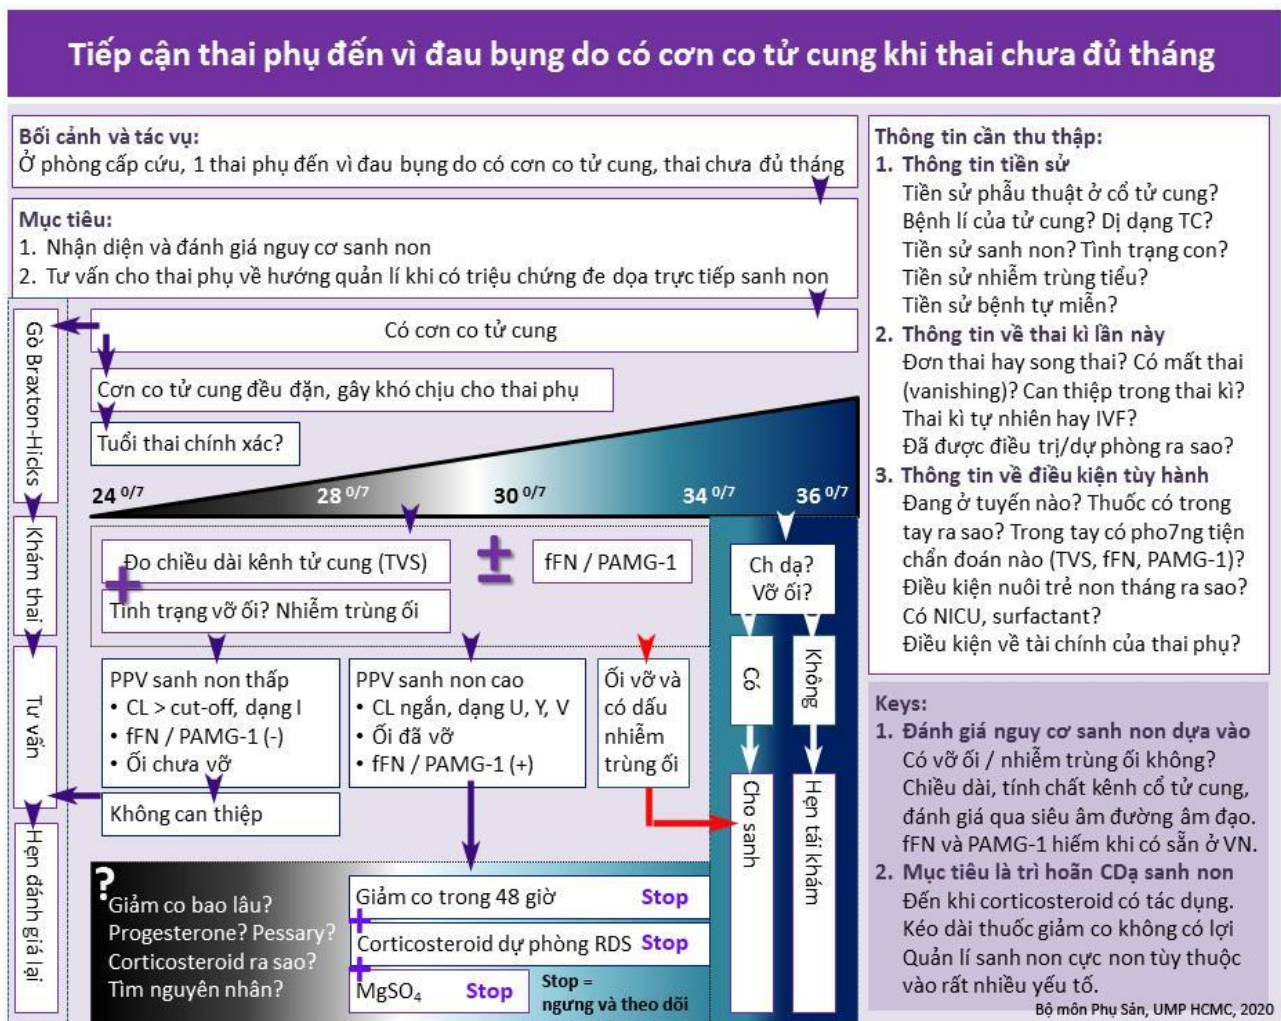 Tiếp cận thai phụ đến vì đau bụng do có cơn co tử cung khi thai chưa đủ tháng
Bối cảnh và tác vụ:
Ở phòng cấp cứu, 1 thai phụ đến vì đau bụng do có cơn co tử cung, thai chưa đủ tháng
Mục tiêu:
1. Nhận diện và đánh giá nguy cơ sanh non
2. Tư vấn cho thai phụ về hướng quản lí khi có triệu chứng đe dọa trực tiếp sanh non
Gò Braxton-Hicks
Khám thai
Tư vấn
Hẹn đánh giá lại
Có cơn co tử cung
Cơn co tử cung đều đặn, gây khó chịu cho thai phụ
Tuổi thai chính xác?
24 0/7
28 0/7
30 0/7
34 0/7
36 0/7
Đo chiều dài kênh tử cung (TVS)
+
Tình trạng vỡ ối? Nhiễm trùng ối
±
fFN / PAMG-1
Ch dạ?
Vỡ ối?
Có
Không
Cho sanh
Hẹn tái khám
PPV sanh non thấp
• CL > cut-off, dạng I
• fFN / PAMG-1 (-)
• Ối chưa vỡ
Không can thiệp
PPV sanh non cao
• CL ngắn, dạng U, Y, V
• Ối đã vỡ
• fFN / PAMG-1 (+)
Ối vỡ và
có dấu
nhiễm
trùng ối
?
Giảm co bao lâu?
Progesterone? Pessary?
Corticosteroid ra sao?
Tìm nguyên nhân?
Giảm co trong 48 giờ Stop
+
Corticosteroid dự phòng RDS Stop
+
MgSO4 Stop
Stop =
ngưng và theo dõi
Thông tin cần thu thập:
1. Thông tin tiền sử
Tiền sử phẫu thuật ở cổ tử cung?
Bệnh lí của tử cung? Dị dạng TC?
Tiền sử sanh non? Tình trạng con?
Tiền sử nhiễm trùng tiểu?
Tiền sử bệnh tự miễn?
2. Thông tin về thai kì lần này
Đơn thai hay song thai? Có mất thai
(vanishing)? Can thiệp trong thai kì?
Thai kì tự nhiên hay IVF?
Đã được điều trị/dự phòng ra sao?
3. Thông tin về điều kiện tùy hành
Đang ở tuyến nào? Thuốc có trong
tay ra sao? Trong tay có pho7ng tiện
chẩn đoán nào (TVS, fFN, PAMG-1)?
Điều kiện nuôi trẻ non tháng ra sao?
Có NICU, surfactant?
Điều kiện về tài chính của thai phụ?
Keys:
1. Đánh giá nguy cơ sanh non dựa vào
Có vỡ ối / nhiễm trùng ối không?
Chiều dài, tính chất kênh cổ tử cung,
đánh giá qua siêu âm đường âm đạo.
fFN và PAMG-1 hiếm khi có sẵn ở VN.
2. Mục tiêu là trì hoãn CDạ sanh non
Đến khi corticosteroid có tác dụng.
Kéo dài thuốc giảm co không có lợi
Quản lí sanh non cực non tùy thuộc
vào rất nhiều yếu tố.
Bộ môn Phụ Sản, UMP HCMC, 2020